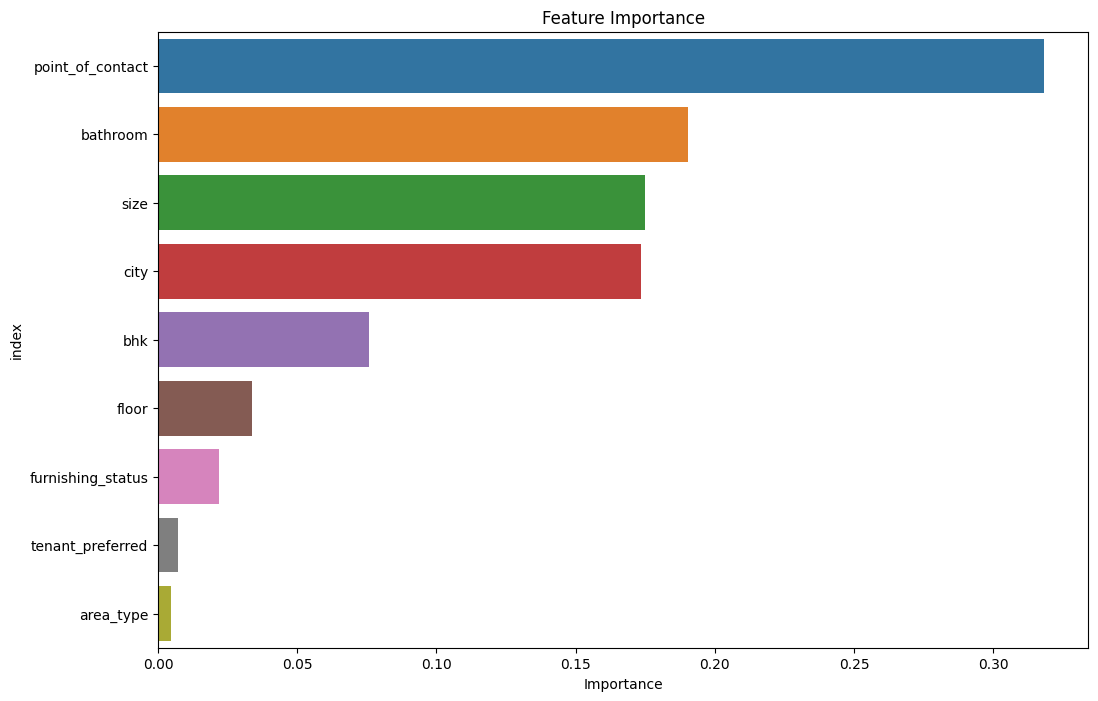 Feature Importance
point_of_contact
bathroom
size
city
bhk
floor
furnishing_status
tenant_preferred
area_type
index
0.00 0.05 0.10 0.15 0.20 0.25 0.30
Importance